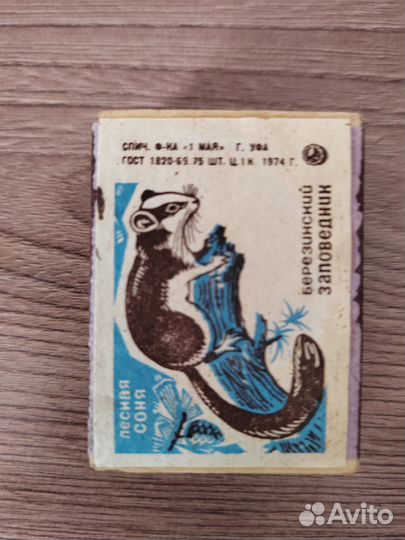 СПИЧ. Ф-КА «1 МАЯ» Г. УФА
ГОСТ 1820-69. 75 ШТ. Ц. 1 К. 1974 Г.
БЕРЕЗИНСКИЙ
ЗАПОВЕДНИК
лесная
соня
Avito